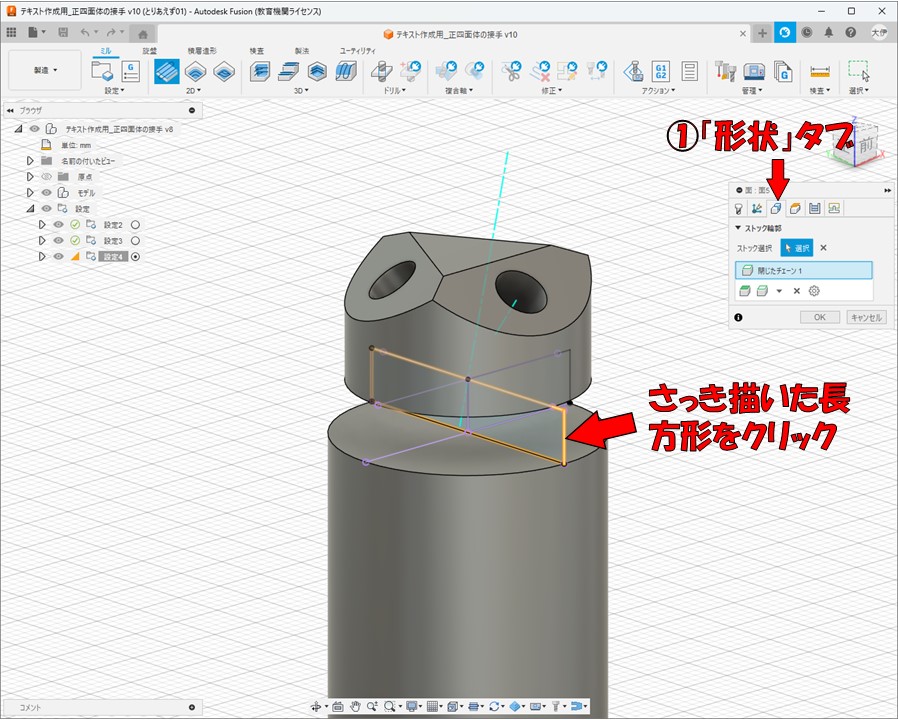 テキスト作成用_正四面体の接手 v10 (とりあえず01) - Autodesk Fusion (教育機関ライセンス)
テキスト作成用_正四面体の接手 v10
大伊
ミル
旋盤
積層造形
検査
製法
ユーティリティ
製造
設定
2D
3D
ドリル
複合軸
修正
アクション
管理
検査
選択
G1
G2
ブラウザ
テキスト作成用_正四面体の接手 v8
単位: mm
名前の付いたビュー
原点
モデル
設定
設定2
設定3
設定4
①「形状」タブ
Z
前
X
面 : 面5
ストック輪郭
ストック選択
選択
閉じたチェーン 1
OK
キャンセル
さっき描いた長
方形をクリック
コメント